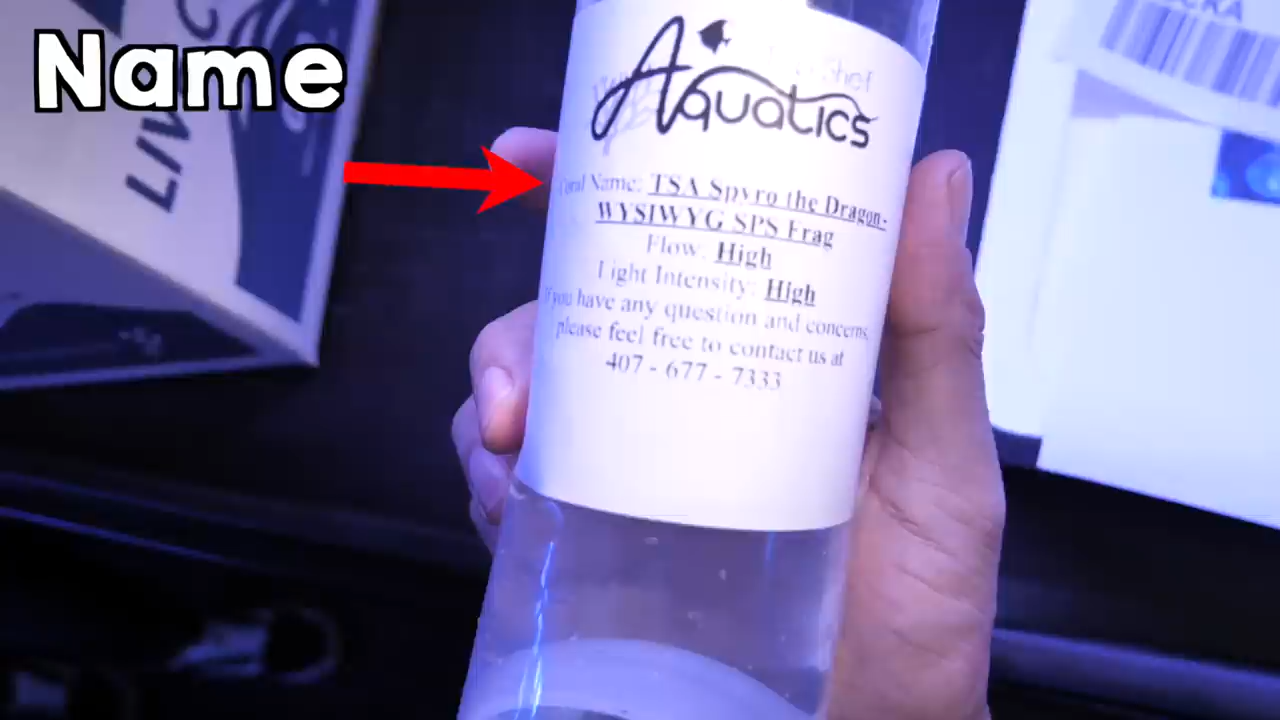 Name
LIV
Aquatics
Coral Name: TSA Spyro the Dragon-
WYSIWYG SPS Frag
Flow: High
Light Intensity: High
If you have any question and concerns,
please feel free to contact us at
407 - 677 - 7333